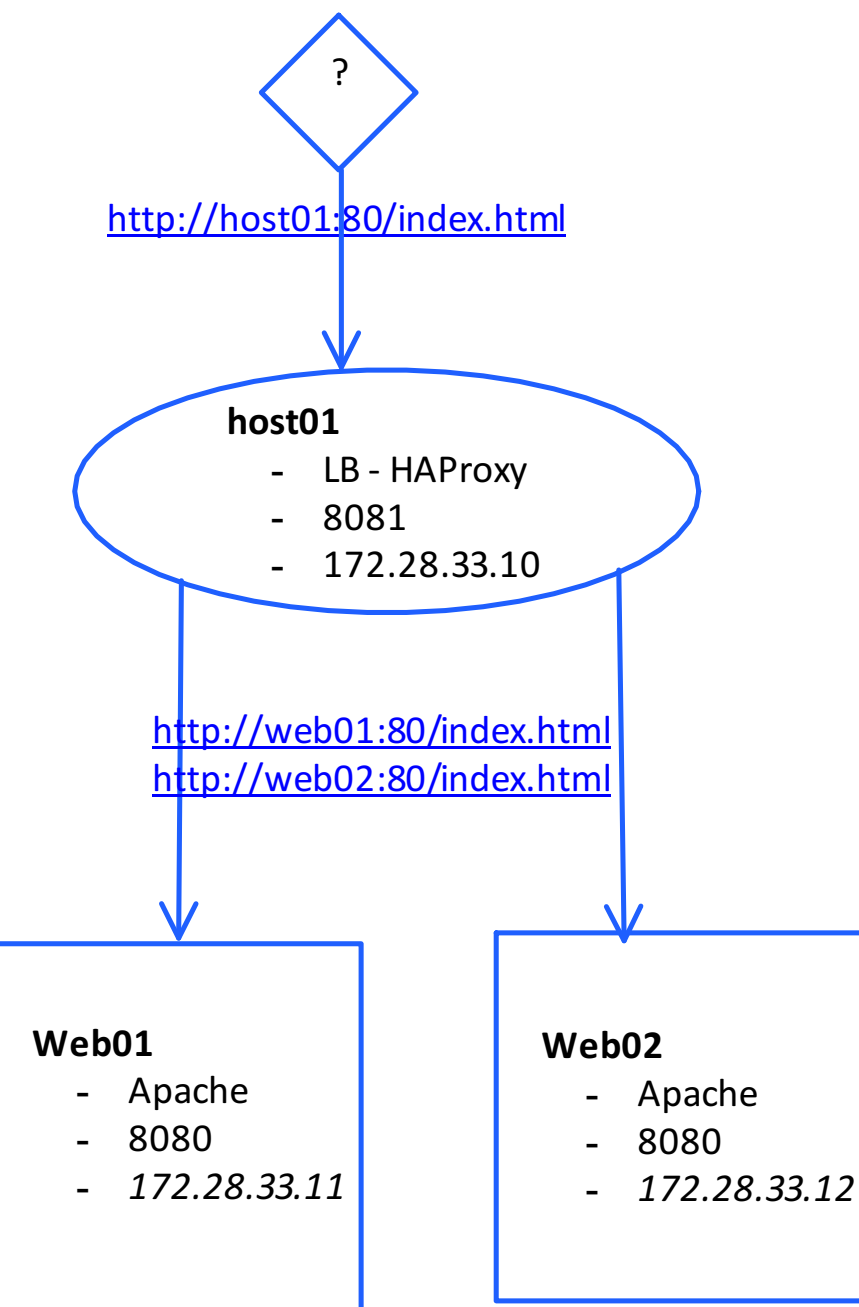 ?
http://host01:80/index.html
host01
- LB - HAProxy
- 8081
- 172.28.33.10
http://web01:80/index.html
http://web02:80/index.html
Web01
- Apache
- 8080
- 172.28.33.11
Web02
- Apache
- 8080
- 172.28.33.12